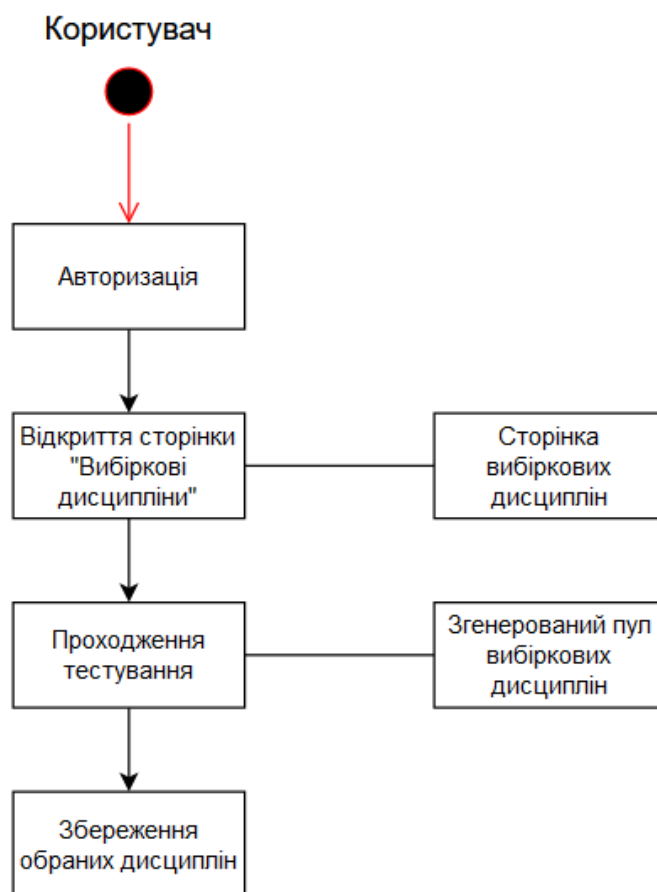 Користувач
Авторизація
Відкриття сторінки
"Вибіркові
дисципліни"
Сторінка
вибіркових
дисциплін
Проходження
тестування
Згенерований пул
вибіркових
дисциплін
Збереження
обраних дисциплін